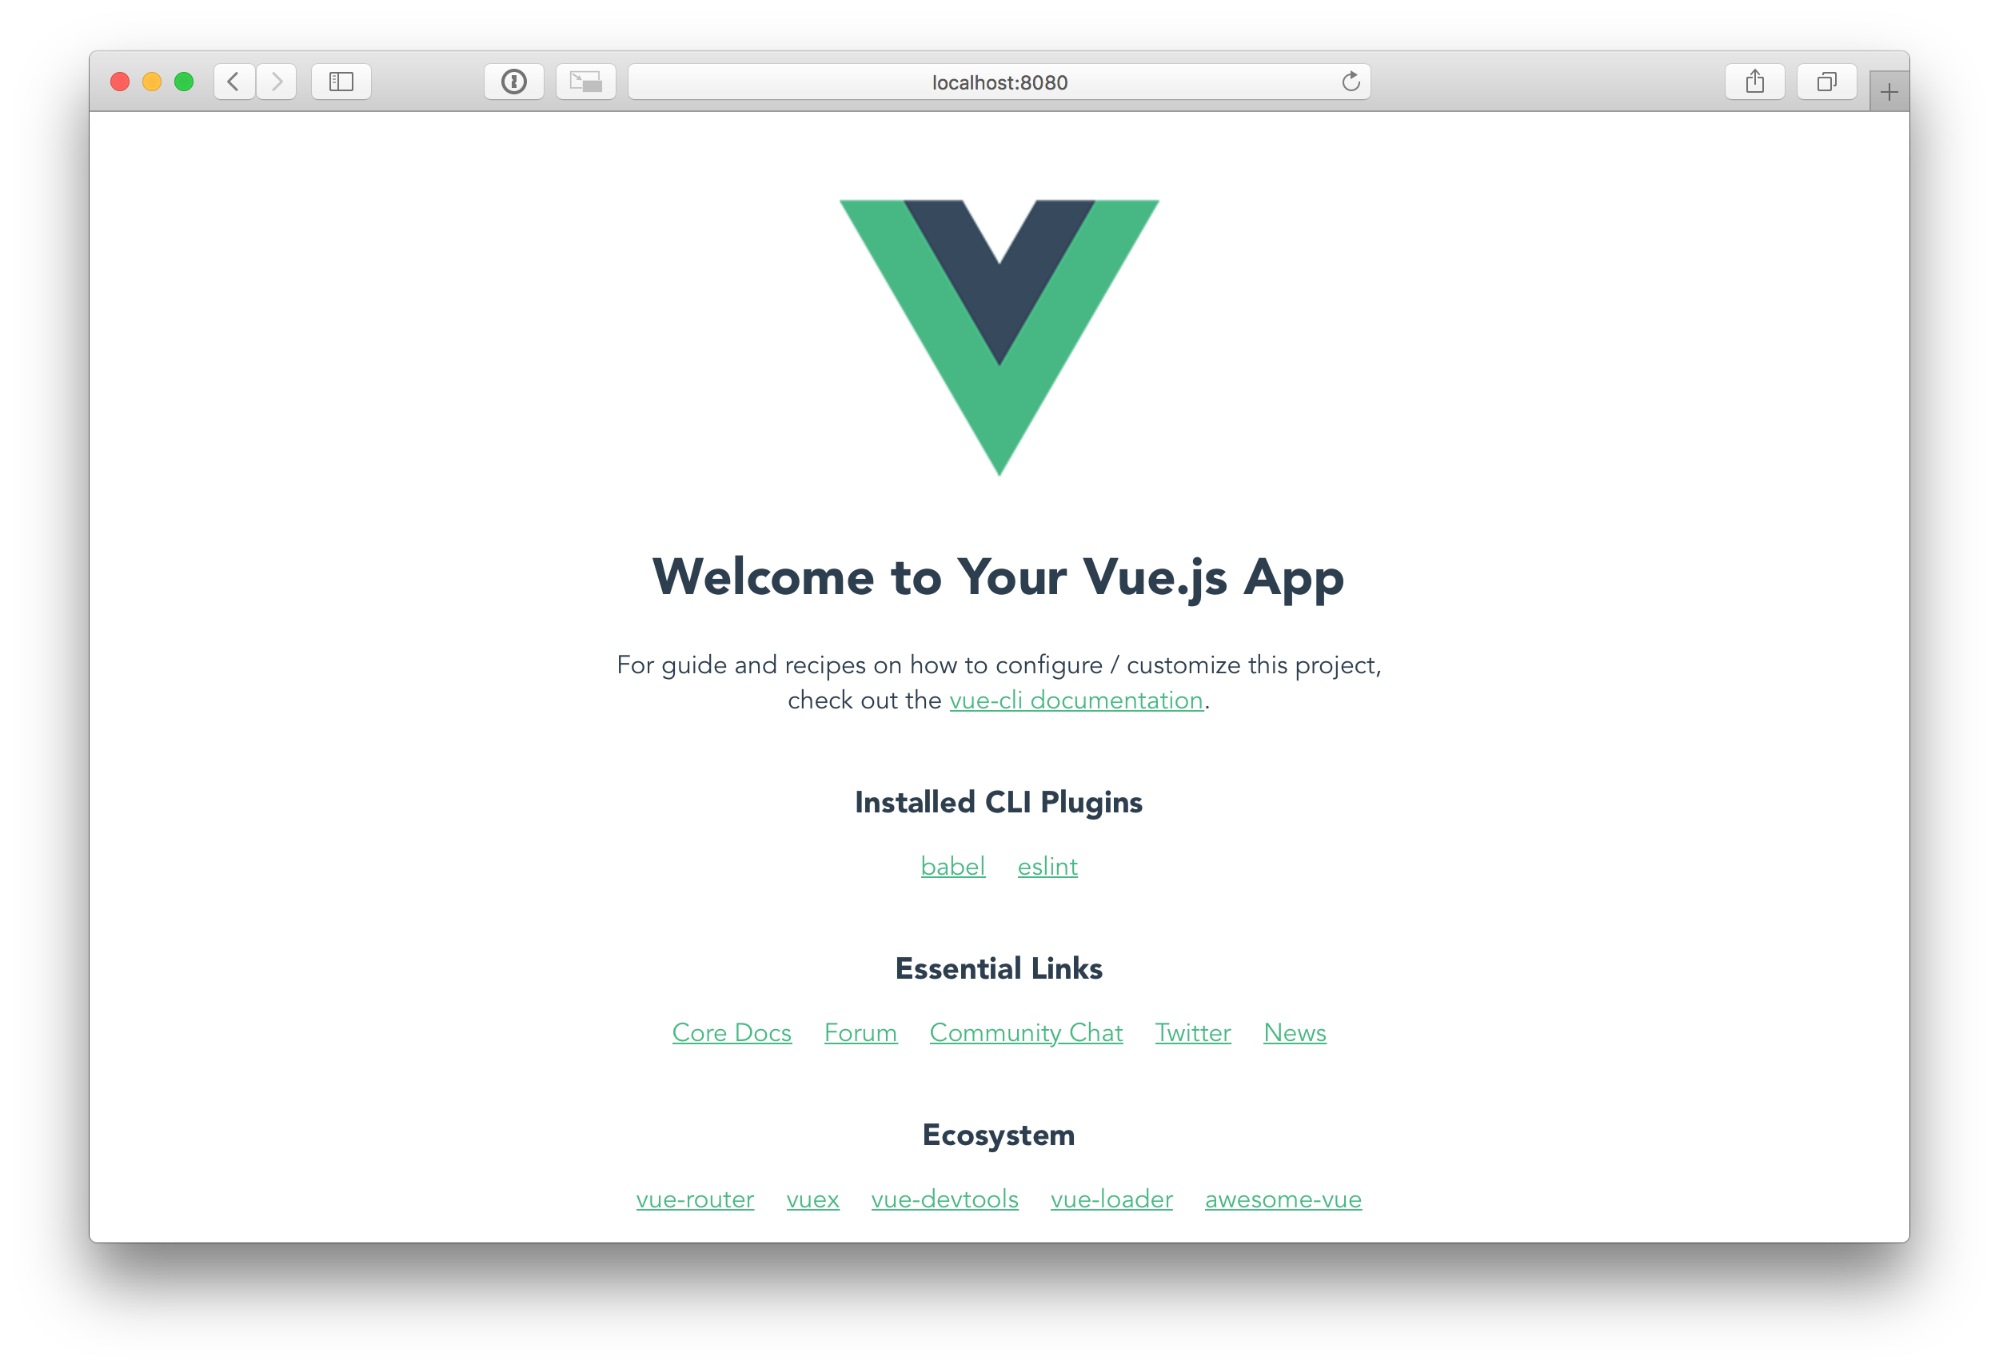 localhost:8080
Welcome to Your Vue.js App
For guide and recipes on how to configure / customize this project,
check out the vue-cli documentation.
Installed CLI Plugins
babel eslint
Essential Links
Core Docs Forum Community Chat Twitter News
Ecosystem
vue-router vuex vue-devtools vue-loader awesome-vue